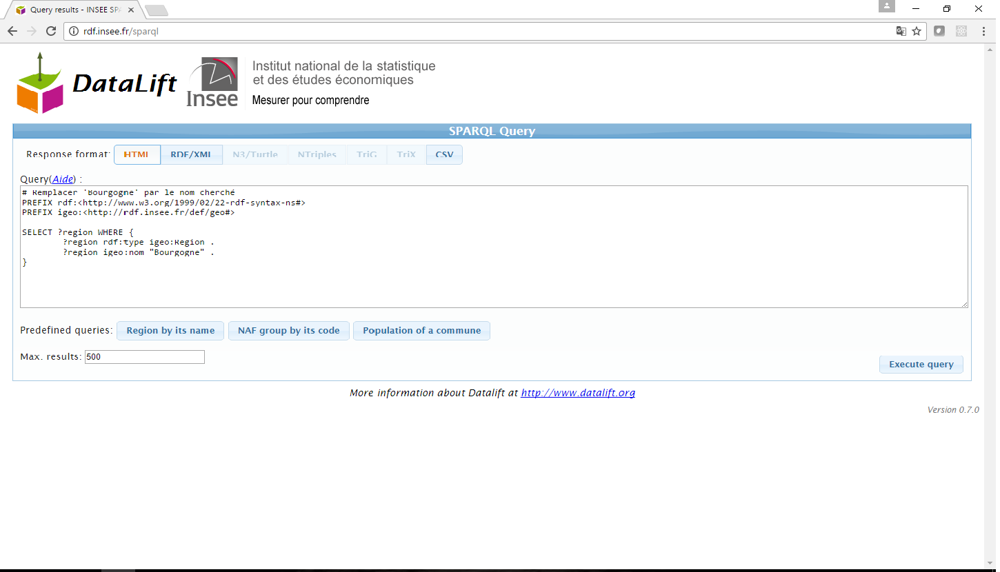 Query results - INSEE SPA
rdf.insee.fr/sparql
DataLift
Insee
Institut national de la statistique
et des études économiques
Mesurer pour comprendre
SPARQL Query
Response format: HTML RDF/XML N3/Turtle NTriples TriG TriX CSV
Query(Aide) :
# Remplacer 'Bourgogne' par le nom cherché
PREFIX rdf:<http://www.w3.org/1999/02/22-rdf-syntax-ns#>
PREFIX igeo:<http://rdf.insee.fr/def/geo#>
SELECT ?region WHERE {
?region rdf:type igeo:Region .
?region igeo:nom "Bourgogne" .
}
Predefined queries: Region by its name NAF group by its code Population of a commune
Max. results: 500
Execute query
More information about Datalift at http://www.datalift.org
Version 0.7.0